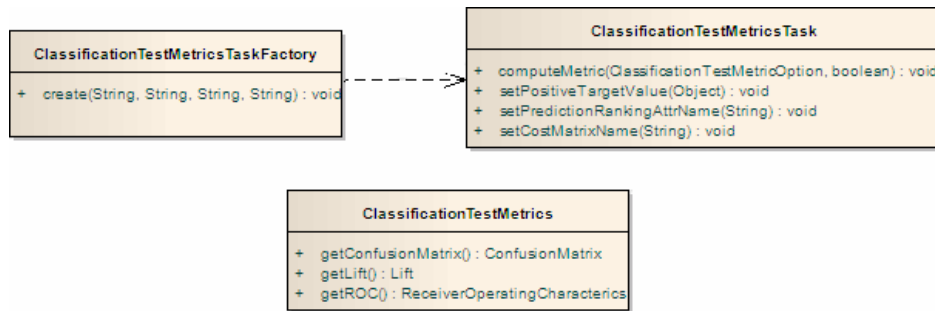 ClassificationTestMetricsTaskFactory
+ create(String, String, String, String) : void
ClassificationTestMetricsTask
+ computeMetric(ClassificationTestMetricOption, boolean) : void
+ setPositiveTargetValue(Object) : void
+ setPredictionRankingAttrName(String) : void
+ setCostMatrixName(String) : void
ClassificationTestMetrics
+ getConfusionMatrix() : ConfusionMatrix
+ getLift() : Lift
+ getROC() : ReceiverOperatingCharacterics